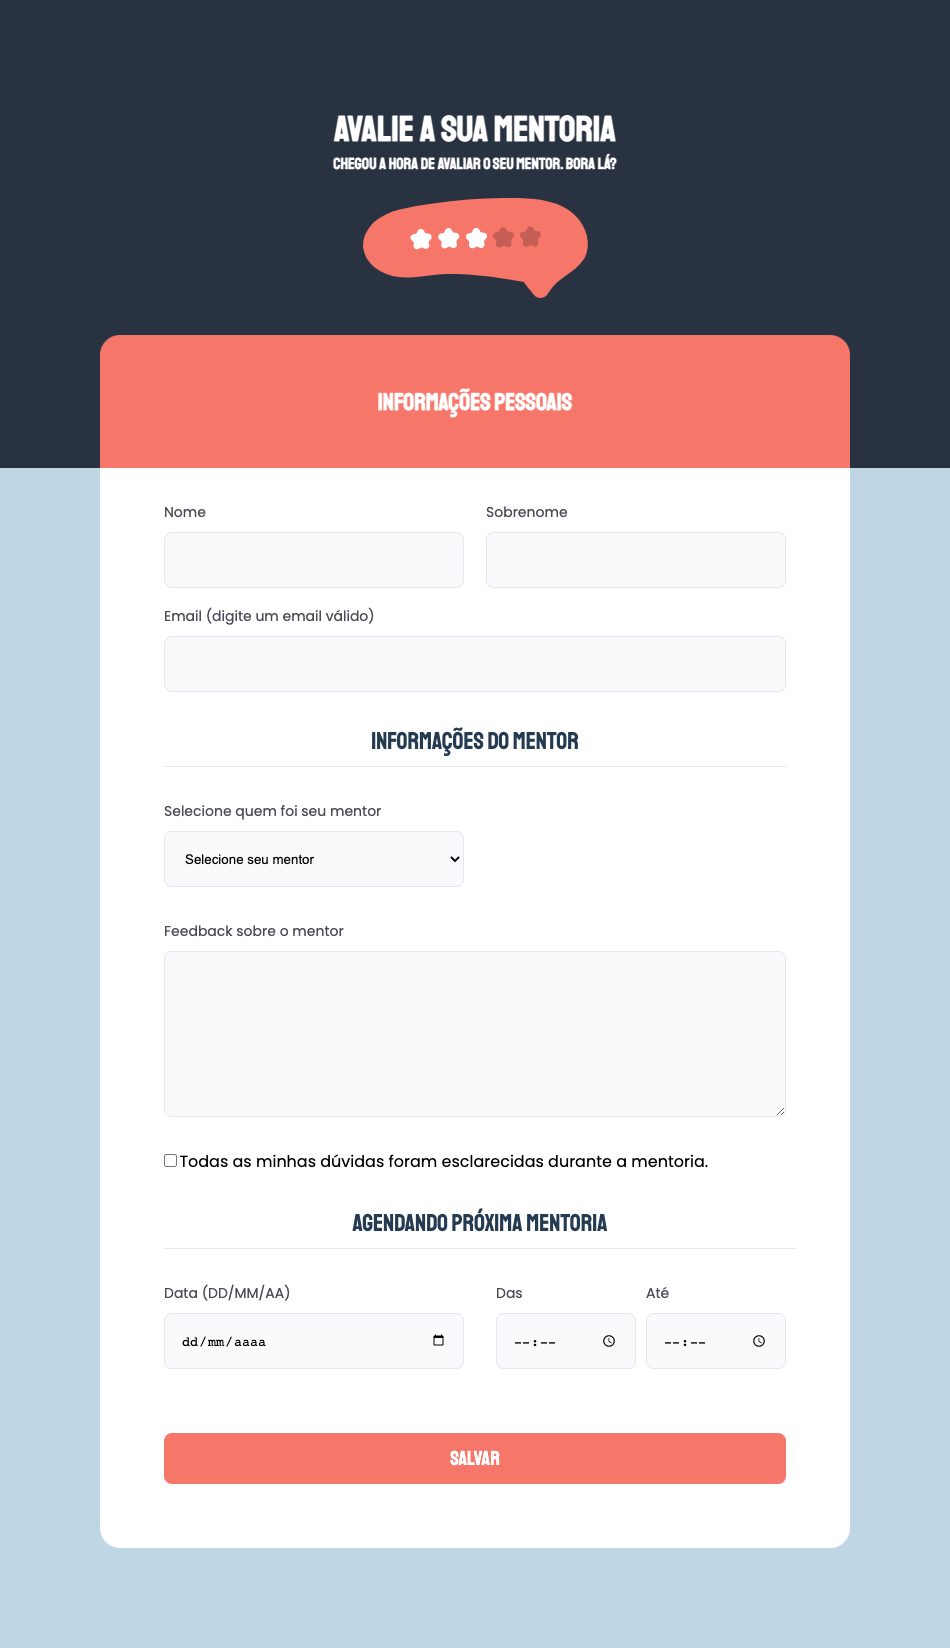 AVALIE A SUA MENTORIA
CHEGOU A HORA DE AVALIAR O SEU MENTOR. BORA LÁ?
INFORMAÇÕES PESSOAIS
Nome
Sobrenome
Email (digite um email válido)
INFORMAÇÕES DO MENTOR
Selecione quem foi seu mentor
Selecione seu mentor
Feedback sobre o mentor
Todas as minhas dúvidas foram esclarecidas durante a mentoria.
AGENDANDO PRÓXIMA MENTORIA
Data (DD/MM/AA)
Das
Até
dd/mm/aaaa
--:--
--:--
SALVAR